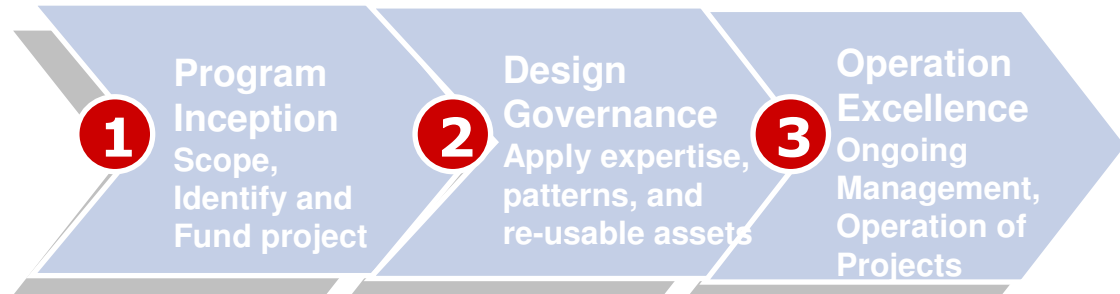 1
Program
Inception
Scope,
Identify and
Fund project
2
Design
Governance
Apply expertise,
patterns, and
re-usable assets
3
Operation
Excellence
Ongoing
Management,
Operation of
Projects